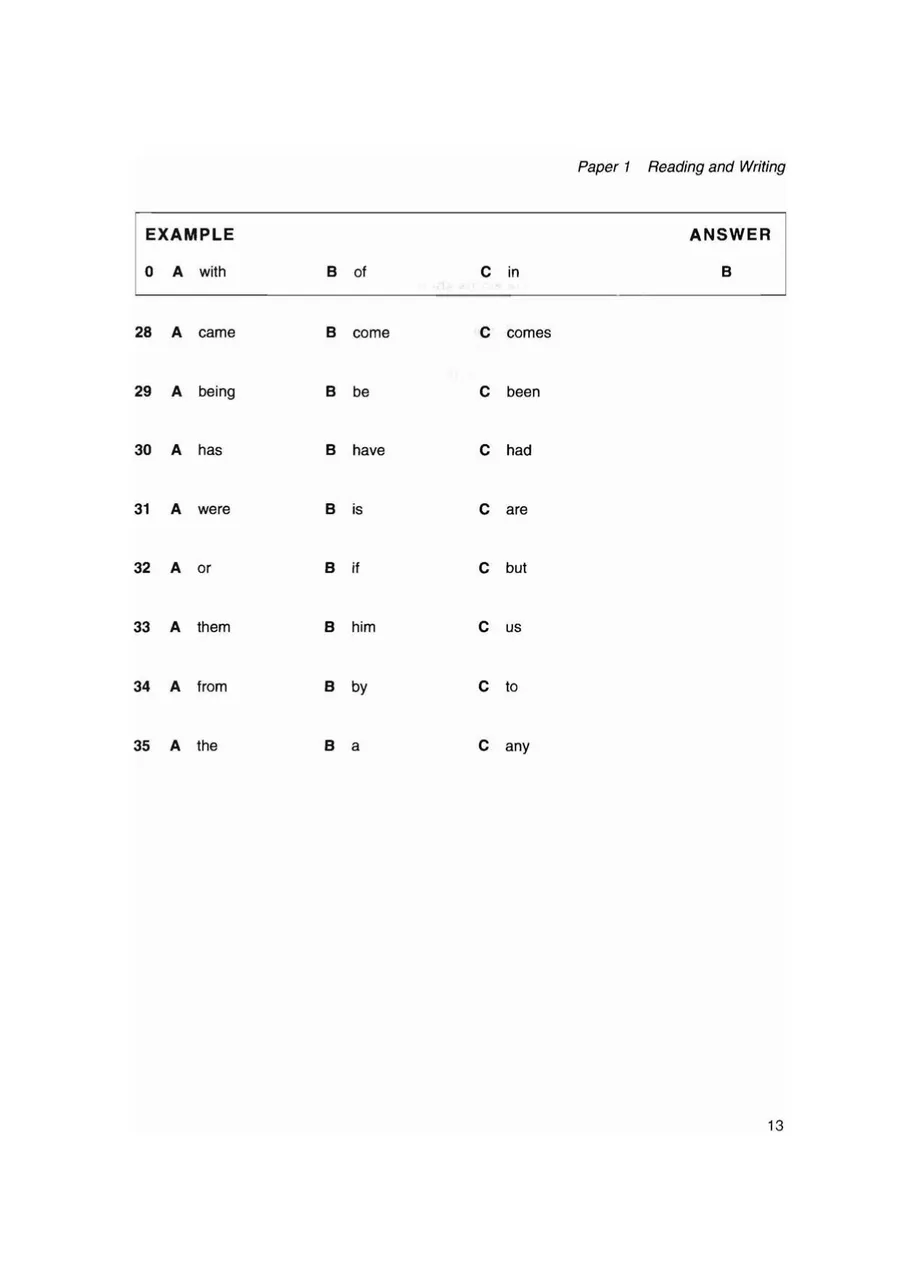 Paper 1 Reading and Writing
EXAMPLE ANSWER
0 A with B of C in B
28 A came B come C comes
29 A being B be C been
30 A has B have C had
31 A were B is C are
32 A or B if C but
33 A them B him C us
34 A from B by C to
35 A the B a C any
13